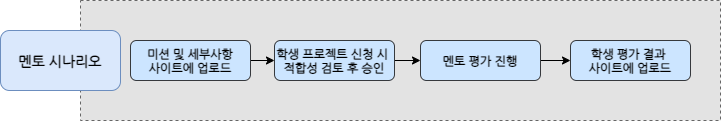 멘토 시나리오
미션 및 세부사항
사이트에 업로드
학생 프로젝트 신청 시
적합성 검토 후 승인
멘토 평가 진행
학생 평가 결과
사이트에 업로드